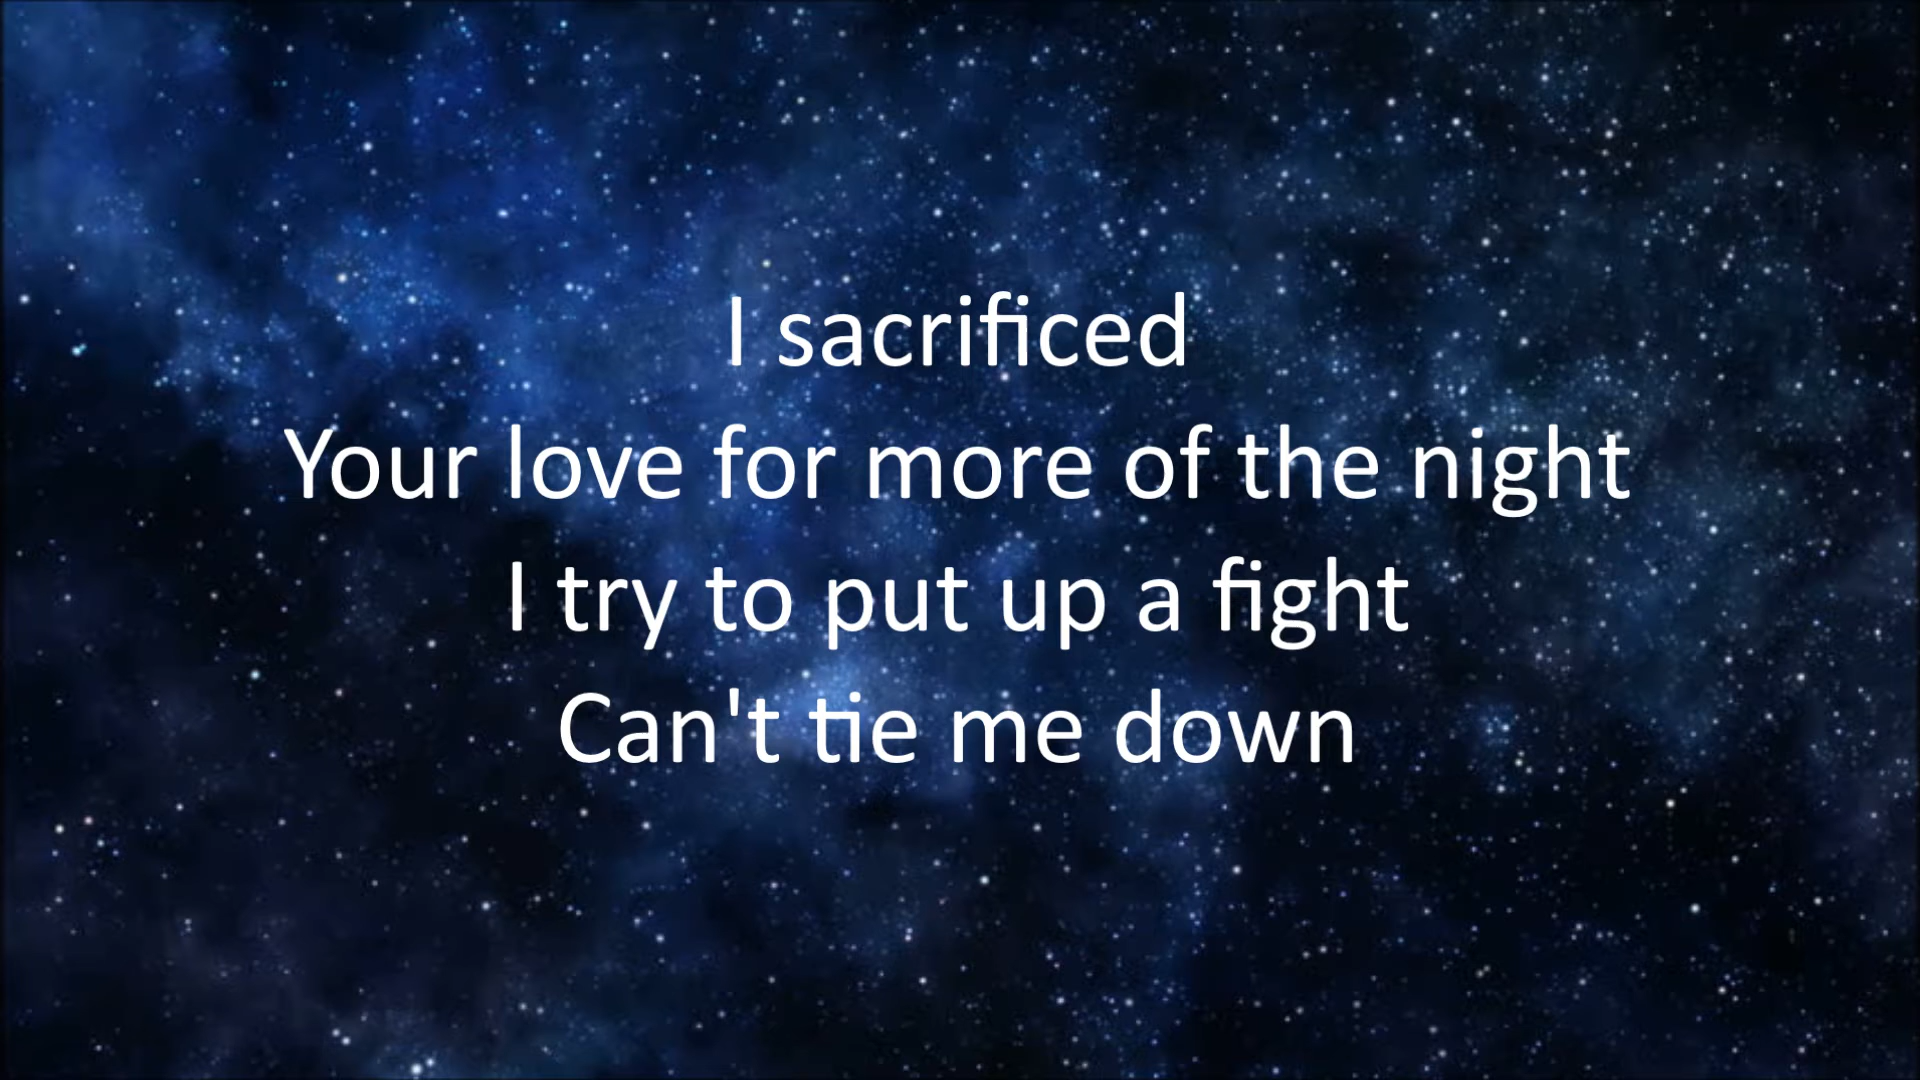 I sacrificed
Your love for more of the night
I try to put up a fight
Can't tie me down